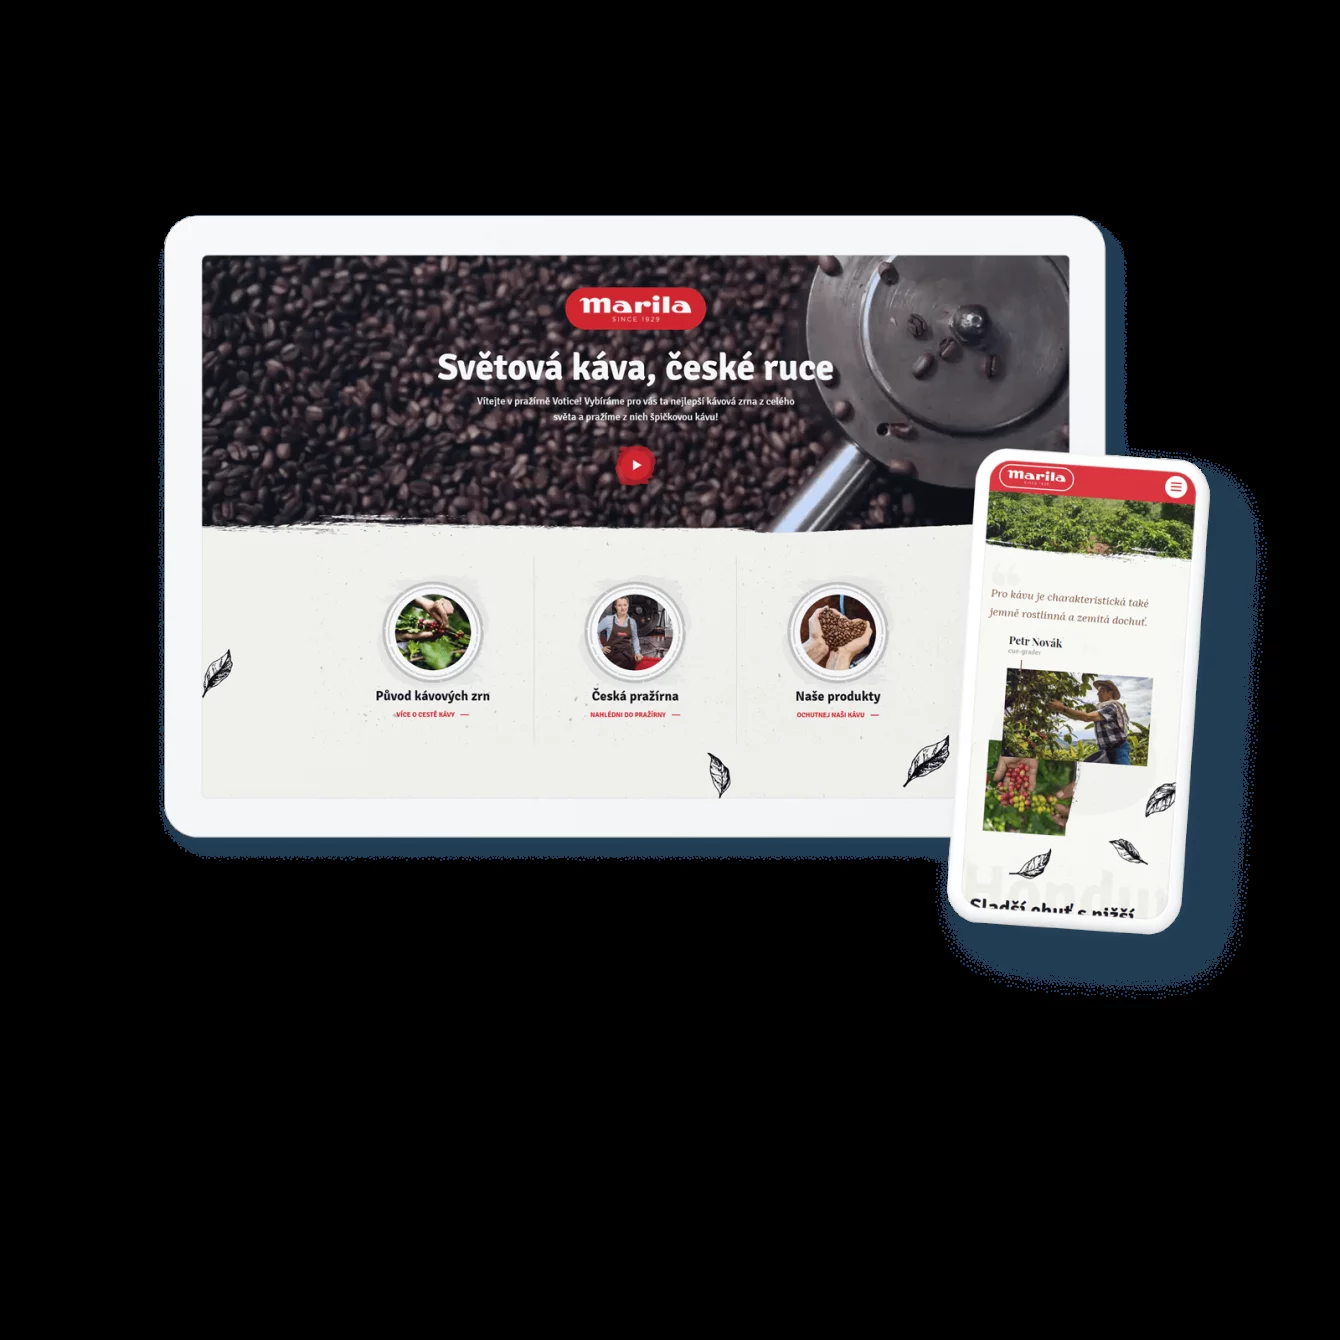 marila
SINCE 1929
Světová káva, české ruce
Vítejte v pražírně Votice! Vybíráme pro vás ta nejlepší kávová zrna z celého
světa a pražíme z nich špičkovou kávu!
Původ kávových zrn
VÍCE O CESTĚ KÁVY
Česká pražírna
NAHLÉDNI DO PRAŽÍRNY
Naše produkty
OCHUTNEJ NAŠI KÁVU
marila
SINCE 1929
“
Pro kávu je charakteristická také
jemně rostlinná a zemitá dochuť.
Petr Novák
cue-grader
Hondu
Sladší chuť s nižší